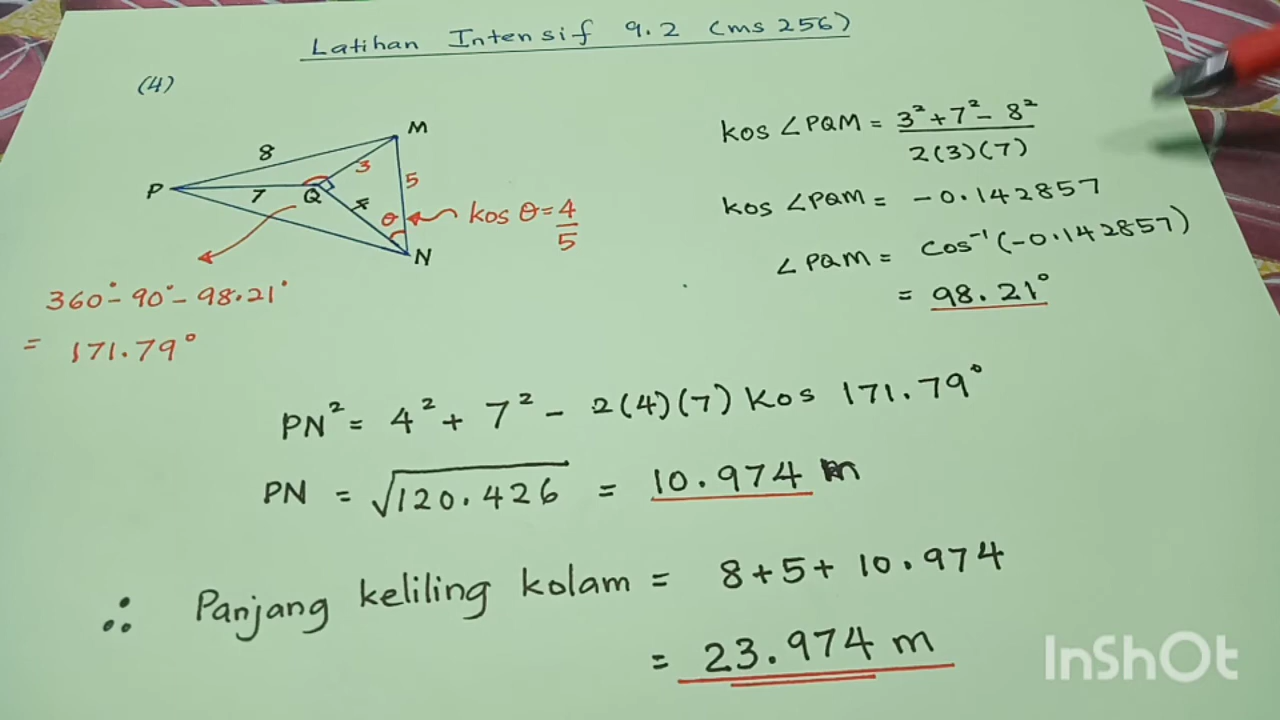 Latihan Intensif 9.2 (ms 256)
(4)
M
8
3
5
P
7
Q
4
θ
kos θ = 4/5
N
360° - 90° - 98.21°
= 171.79°
kos ∠PQM = (3² + 7² - 8²)/(2(3)(7))
kos ∠PQM = -0.142857
∠PQM = cos⁻¹(-0.142857)
= 98.21°
PN² = 4² + 7² - 2(4)(7) kos 171.79°
PN = √120.426 = 10.974 m
∴ Panjang keliling kolam = 8 + 5 + 10.974
= 23.974 m
InShOt